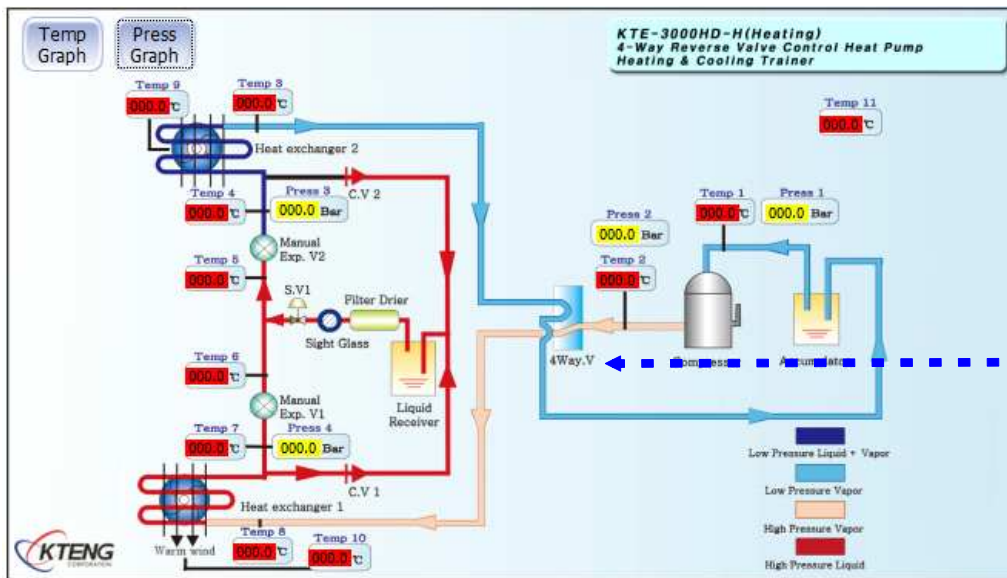 Temp
Graph
Press
Graph
KTE-3000HD-H(Heating)
4-Way Reverse Valve Control Heat Pump
Heating & Cooling Trainer
Temp 9
000.0 ℃
Temp 3
000.0 ℃
Temp 11
000.0 ℃
Heat exchanger 2
C.V 2
Temp 4
000.0 ℃
Press 3
000.0 Bar
Temp 1
000.0 ℃
Press 1
000.0 Bar
Press 2
000.0 Bar
Manual
Exp. V2
Temp 5
000.0 ℃
Temp 2
000.0 ℃
S.V1
Filter Drier
Sight Glass
4Way.V
Compressor
Accumulator
Temp 6
000.0 ℃
Manual
Exp. V1
Liquid
Receiver
Temp 7
000.0 ℃
Press 4
000.0 Bar
C.V 1
Heat exchanger 1
Low Pressure Liquid + Vapor
Low Pressure Vapor
High Pressure Vapor
High Pressure Liquid
Warm wind
Temp 8
000.0 ℃
Temp 10
000.0 ℃
KTENG
CORPORATION